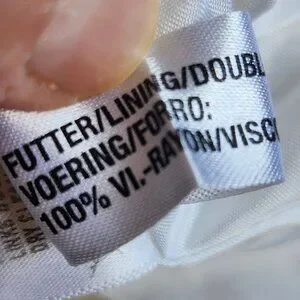 FUTTER/LINING/DOUBL
VOERING/FORRO:
100% VI.-RAYON/VISC